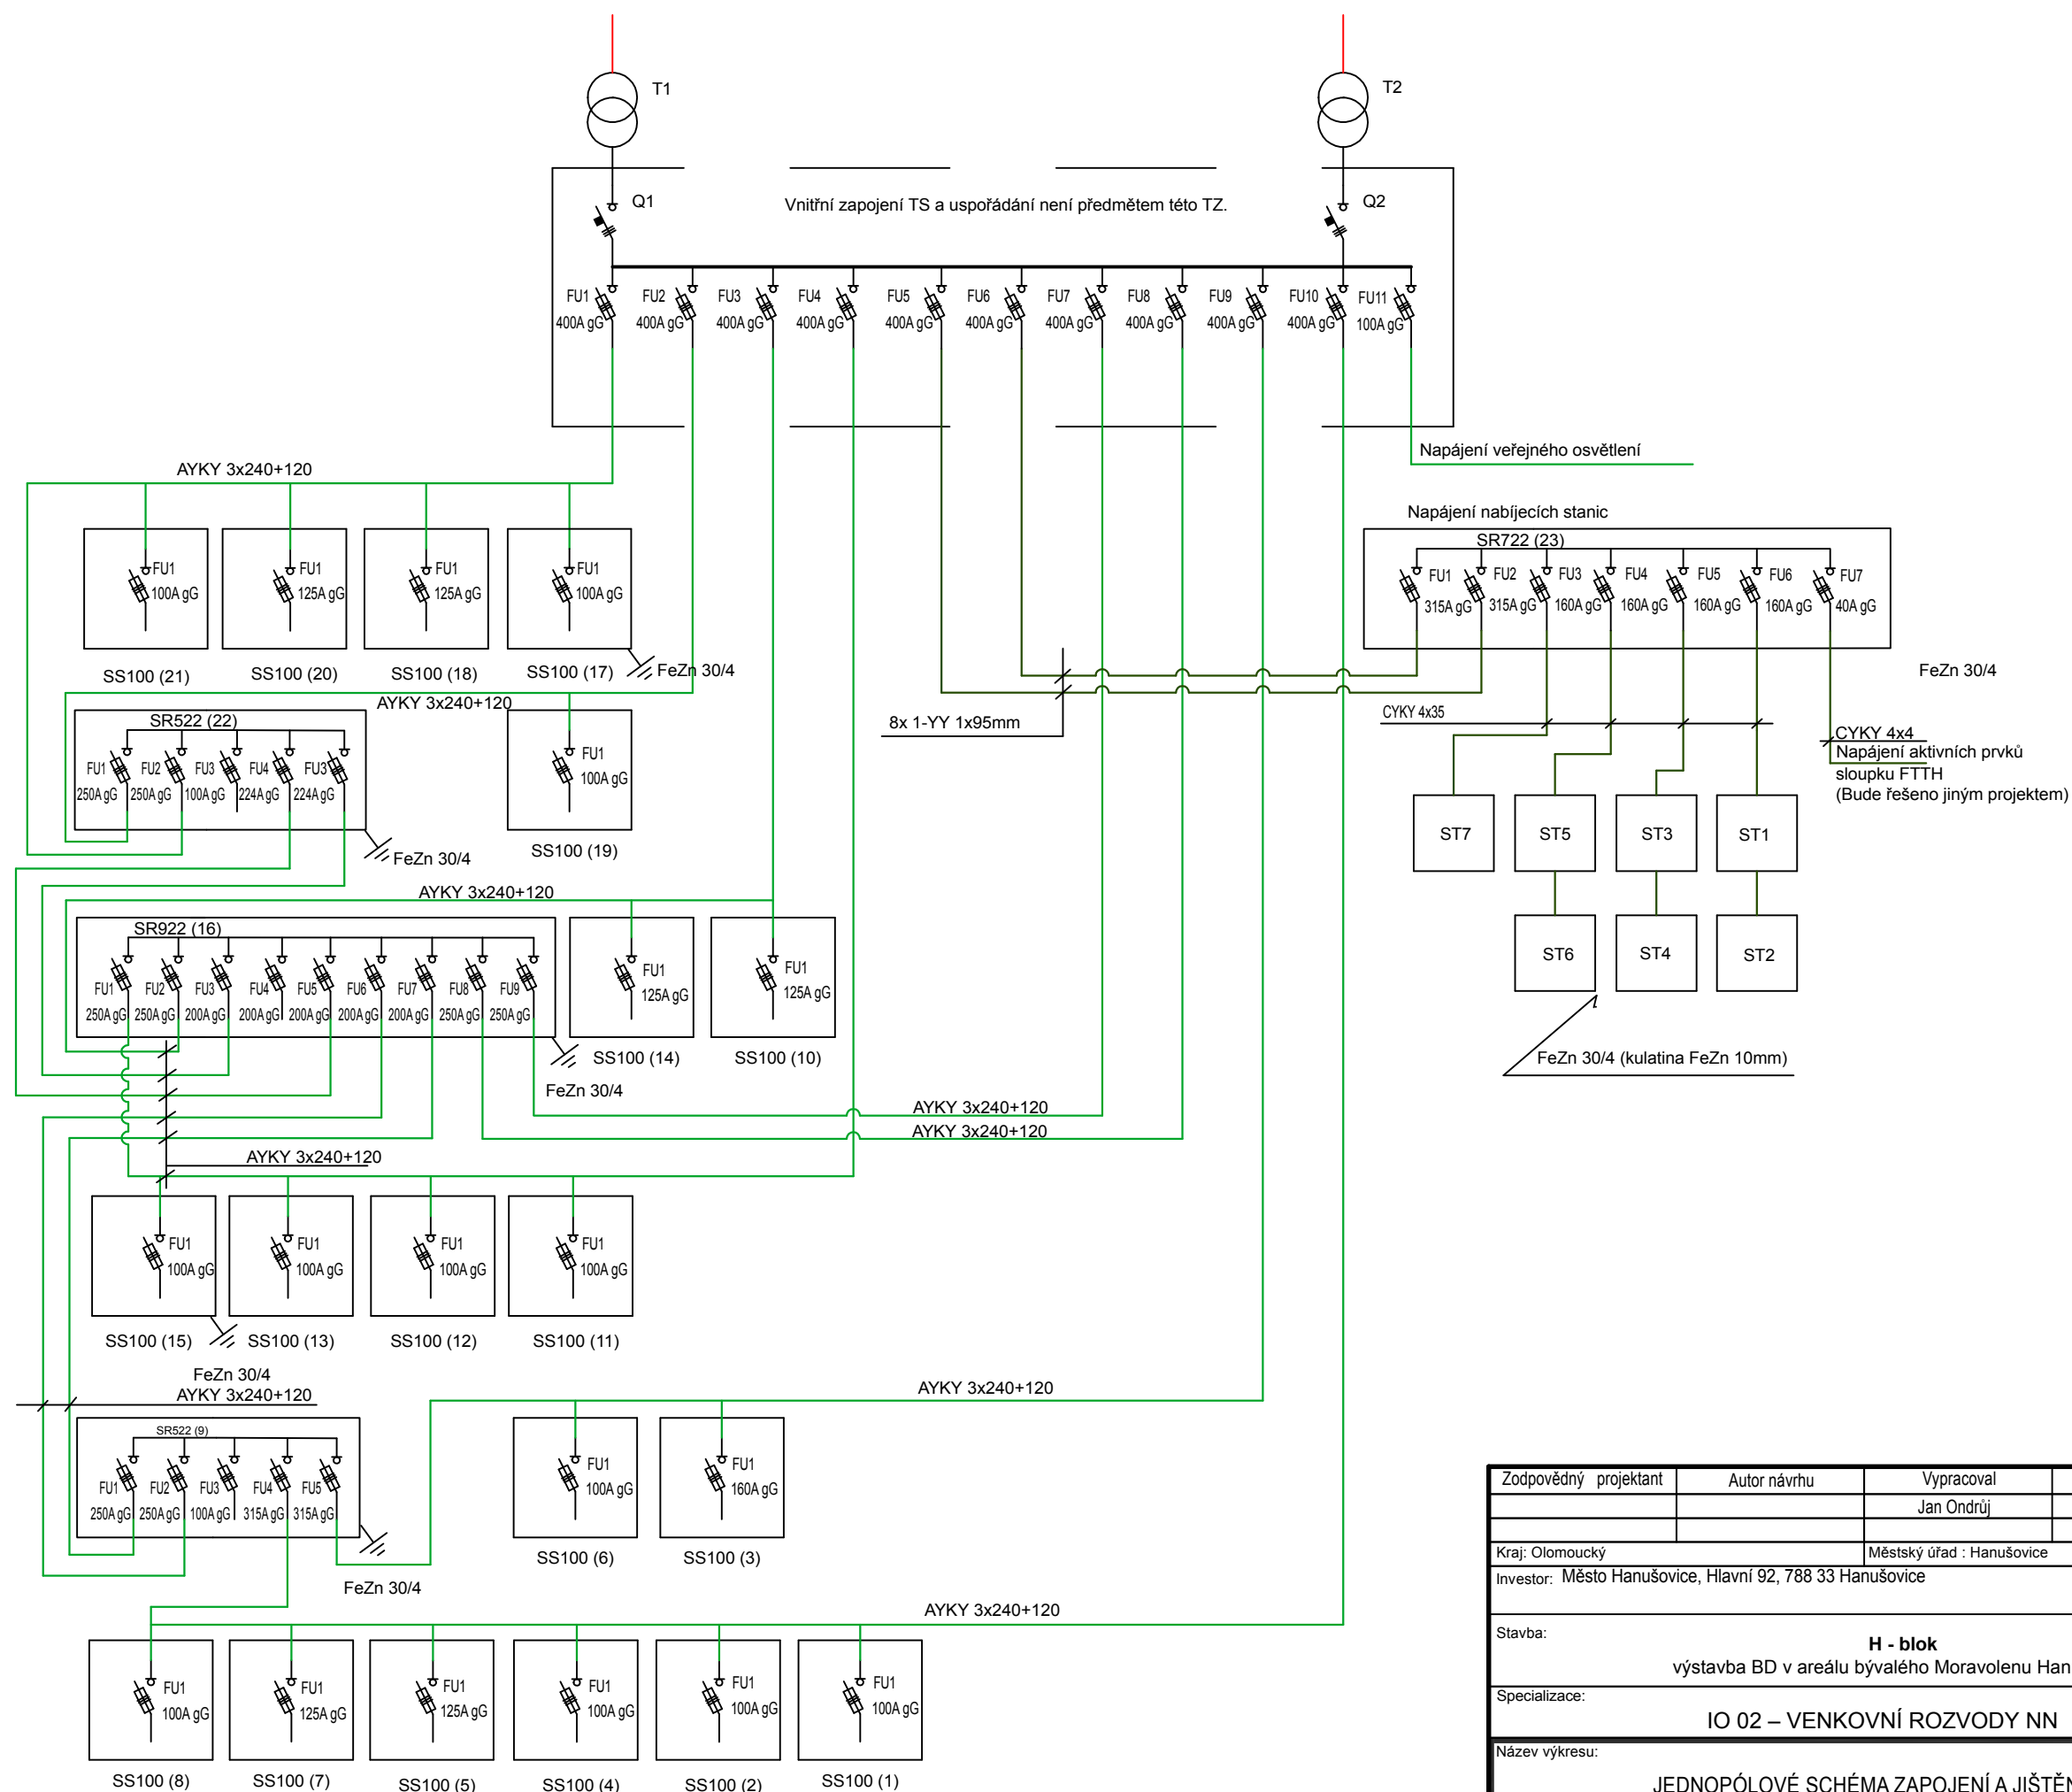 T1
T2
Q1
Vnitřní zapojení TS a uspořádání není předmětem této TZ.
Q2
FU1
400A gG
FU2
400A gG
FU3
400A gG
FU4
400A gG
FU5
400A gG
FU6
400A gG
FU7
400A gG
FU8
400A gG
FU9
400A gG
FU10
400A gG
FU11
100A gG
Napájení veřejného osvětlení
AYKY 3x240+120
FU1
100A gG
SS100 (21)
FU1
125A gG
SS100 (20)
FU1
125A gG
SS100 (18)
FU1
100A gG
SS100 (17)
FeZn 30/4
Napájení nabíjecích stanic
SR722 (23)
FU1
315A gG
FU2
315A gG
FU3
160A gG
FU4
160A gG
FU5
160A gG
FU6
160A gG
FU7
40A gG
FeZn 30/4
8x 1-YY 1x95mm
CYKY 4x35
CYKY 4x4
Napájení aktivních prvků
sloupku FTTH
(Bude řešeno jiným projektem)
ST7
ST5
ST3
ST1
ST6
ST4
ST2
FeZn 30/4 (kulatina FeZn 10mm)
AYKY 3x240+120
SR522 (22)
FU1
250A gG
FU2
250A gG
FU3
100A gG
FU4
224A gG
FU3
224A gG
FeZn 30/4
FU1
100A gG
SS100 (19)
AYKY 3x240+120
SR922 (16)
FU1
250A gG
FU2
250A gG
FU3
200A gG
FU4
200A gG
FU5
200A gG
FU6
200A gG
FU7
200A gG
FU8
250A gG
FU9
250A gG
FeZn 30/4
FU1
125A gG
SS100 (14)
FU1
125A gG
SS100 (10)
AYKY 3x240+120
AYKY 3x240+120
AYKY 3x240+120
FU1
100A gG
SS100 (15)
FU1
100A gG
SS100 (13)
FU1
100A gG
SS100 (12)
FU1
100A gG
SS100 (11)
FeZn 30/4
AYKY 3x240+120
AYKY 3x240+120
SR522 (9)
FU1
250A gG
FU2
250A gG
FU3
100A gG
FU4
315A gG
FU5
315A gG
FeZn 30/4
FU1
100A gG
SS100 (6)
FU1
160A gG
SS100 (3)
AYKY 3x240+120
FU1
100A gG
SS100 (8)
FU1
125A gG
SS100 (7)
FU1
125A gG
SS100 (5)
FU1
100A gG
SS100 (4)
FU1
100A gG
SS100 (2)
FU1
100A gG
SS100 (1)
Zodpovědný projektant
Autor návrhu
Vypracoval
Jan Ondrůj
Kraj: Olomoucký
Městský úřad : Hanušovice
Investor: Město Hanušovice, Hlavní 92, 788 33 Hanušovice
Stavba:
H - blok
výstavba BD v areálu bývalého Moravolenu Han
Specializace:
IO 02 – VENKOVNÍ ROZVODY NN
Název výkresu:
JEDNOPÓLOVÉ SCHÉMA ZAPOJENÍ A JIŠTĚN